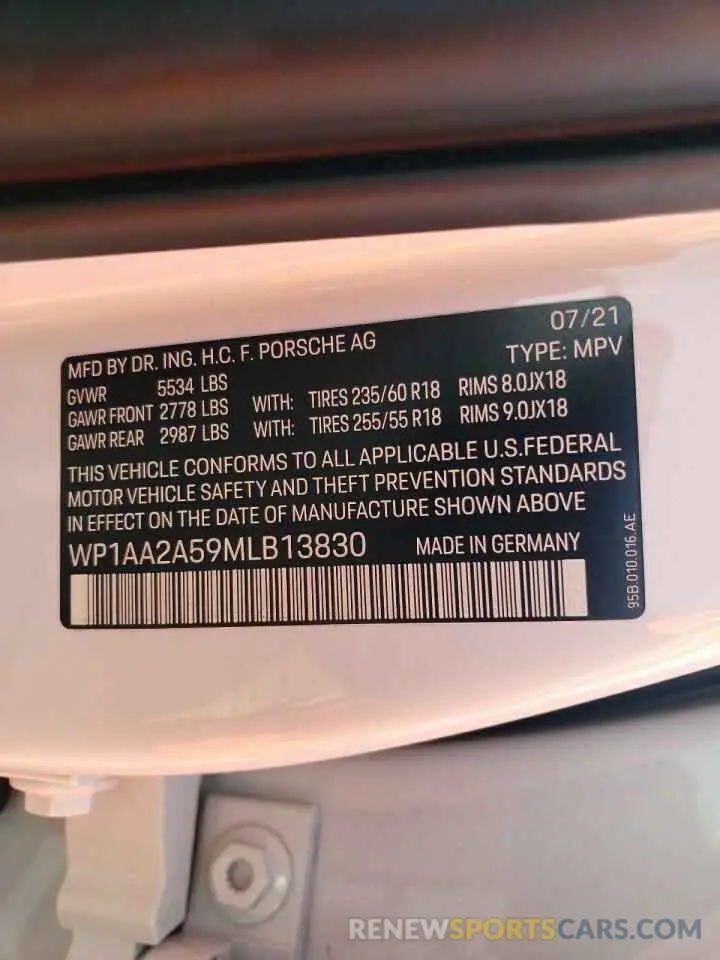 07/21
MFD BY DR. ING. H.C. F. PORSCHE AG
TYPE: MPV
GVWR 5534 LBS
GAWR FRONT 2778 LBS WITH: TIRES 235/60 R18 RIMS 8.0JX18
GAWR REAR 2987 LBS WITH: TIRES 255/55 R18 RIMS 9.0JX18
THIS VEHICLE CONFORMS TO ALL APPLICABLE U.S.FEDERAL
MOTOR VEHICLE SAFETY AND THEFT PREVENTION STANDARDS
IN EFFECT ON THE DATE OF MANUFACTURE SHOWN ABOVE
WP1AA2A59MLB13830 MADE IN GERMANY
95B.010.016.AE
RENEWSPORTSCARS.COM